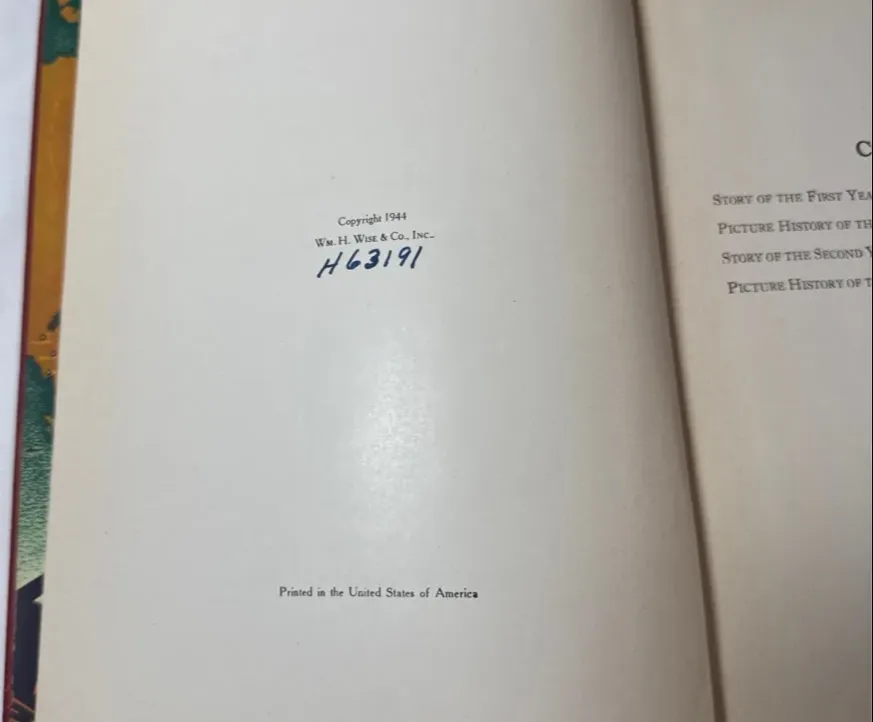 Copyright 1944
WM. H. WISE & CO., INC.
H63191
Printed in the United States of America
C
STORY OF THE FIRST YEA
PICTURE HISTORY OF TH
STORY OF THE SECOND Y
PICTURE HISTORY OF T